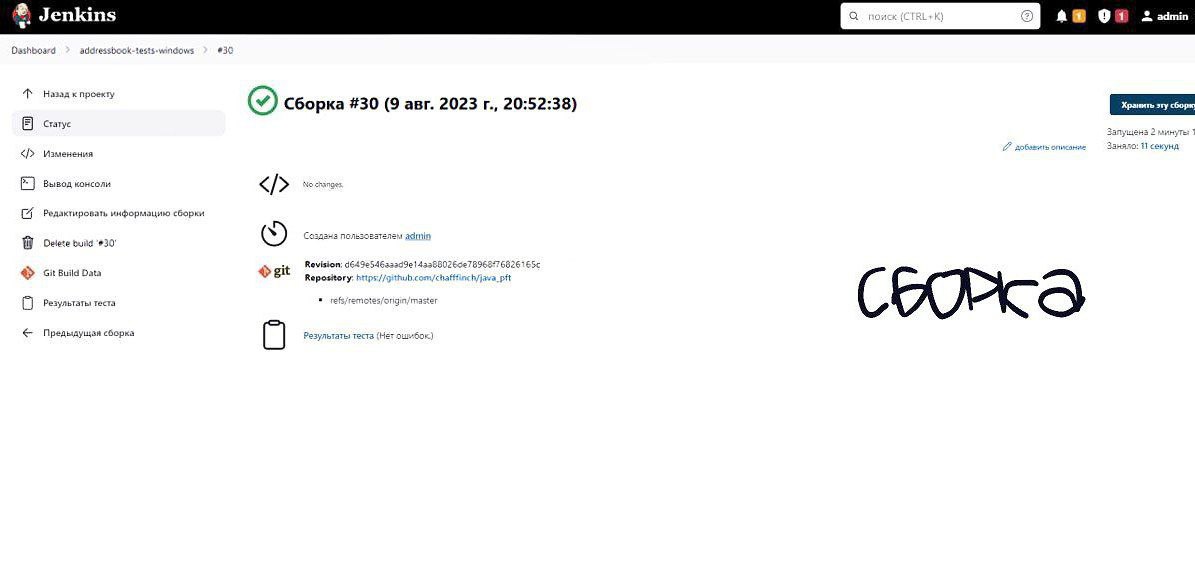 Jenkins
поиск (CTRL+K)
1
1
admin
Dashboard
addressbook-tests-windows
#30
Назад к проекту
Статус
Изменения
Вывод консоли
Редактировать информацию сборки
Delete build '#30'
Git Build Data
Результаты теста
Предыдущая сборка
Сборка #30 (9 авг. 2023 г., 20:52:38)
Хранить эту сборку
Запущена 2 минуты 1
Заняло: 11 секунд
добавить описание
No changes.
Создана пользователем admin
git
Revision: d649e546aaad9e14aa88026de78968f76826165c
Repository: https://github.com/chafffinch/java_pft
refs/remotes/origin/master
Результаты теста (Нет ошибок.)
сборка